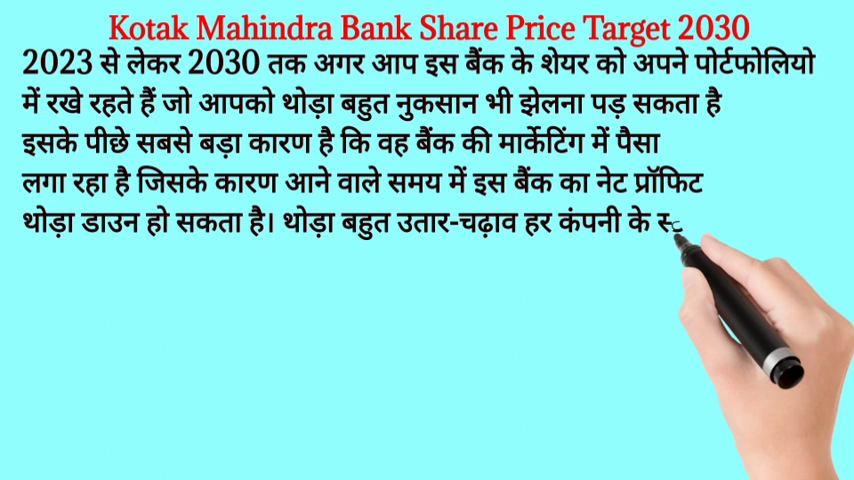 Kotak Mahindra Bank Share Price Target 2030
2023 से लेकर 2030 तक अगर आप इस बैंक के शेयर को अपने पोर्टफोलियो
में रखे रहते हैं जो आपको थोड़ा बहुत नुकसान भी झेलना पड़ सकता है
इसके पीछे सबसे बड़ा कारण है कि वह बैंक की मार्केटिंग में पैसा
लगा रहा है जिसके कारण आने वाले समय में इस बैंक का नेट प्रॉफिट
थोड़ा डाउन हो सकता है। थोड़ा बहुत उतार-चढ़ाव हर कंपनी के